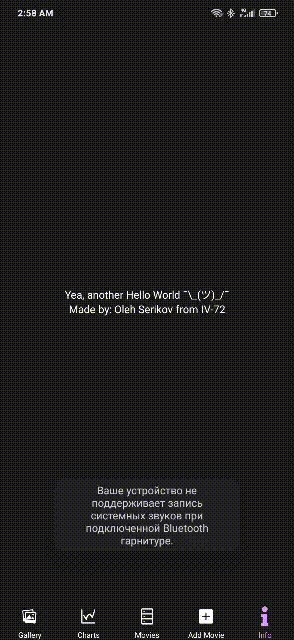 2:58 AM
74
Yea, another Hello World ¯\_(ツ)_/¯
Made by: Oleh Serikov from IV-72
Ваше устройство не
поддерживает запись
системных звуков при
подключенной Bluetooth
гарнитуре.
Gallery Charts Movies Add Movie Info